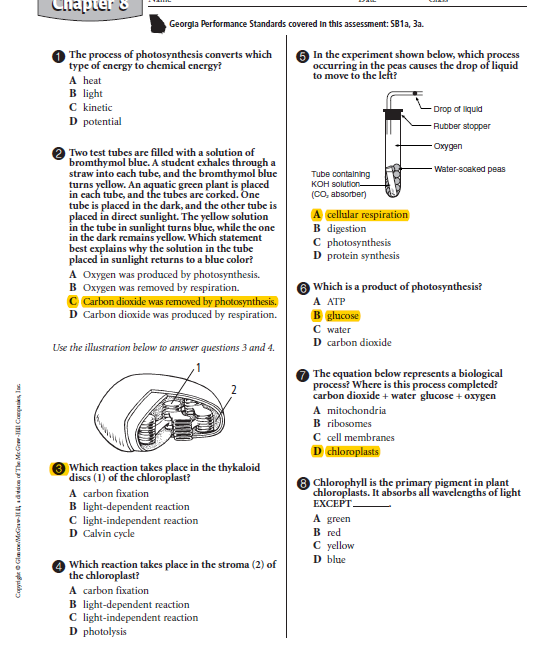 Chapter 8
Georgia Performance Standards covered in this assessment: SB1a, 3a.
1 The process of photosynthesis converts which
type of energy to chemical energy?
A heat
B light
C kinetic
D potential
2 Two test tubes are filled with a solution of
bromthymol blue. A student exhales through a
straw into each tube, and the bromthymol blue
turns yellow. An aquatic green plant is placed
in each tube, and the tubes are corked. One
tube is placed in the dark, and the other tube is
placed in direct sunlight. The yellow solution
in the tube in sunlight turns blue, while the one
in the dark remains yellow. Which statement
best explains why the solution in the tube
placed in sunlight returns to a blue color?
A Oxygen was produced by photosynthesis.
B Oxygen was removed by respiration.
C Carbon dioxide was removed by photosynthesis.
D Carbon dioxide was produced by respiration.
Use the illustration below to answer questions 3 and 4.
1
2
3 Which reaction takes place in the thykaloid
discs (1) of the chloroplast?
A carbon fixation
B light-dependent reaction
C light-independent reaction
D Calvin cycle
4 Which reaction takes place in the stroma (2) of
the chloroplast?
A carbon fixation
B light-dependent reaction
C light-independent reaction
D photolysis
5 In the experiment shown below, which process
occurring in the peas causes the drop of liquid
to move to the left?
Drop of liquid
Rubber stopper
Oxygen
Water-soaked peas
Tube containing
KOH solution
(CO₂ absorber)
A cellular respiration
B digestion
C photosynthesis
D protein synthesis
6 Which is a product of photosynthesis?
A ATP
B glucose
C water
D carbon dioxide
7 The equation below represents a biological
process? Where is this process completed?
carbon dioxide + water glucose + oxygen
A mitochondria
B ribosomes
C cell membranes
D chloroplasts
8 Chlorophyll is the primary pigment in plant
chloroplasts. It absorbs all wavelengths of light
EXCEPT ______.
A green
B red
C yellow
D blue
Copyright © Glencoe/McGraw-Hill, a division of The McGraw-Hill Companies, Inc.